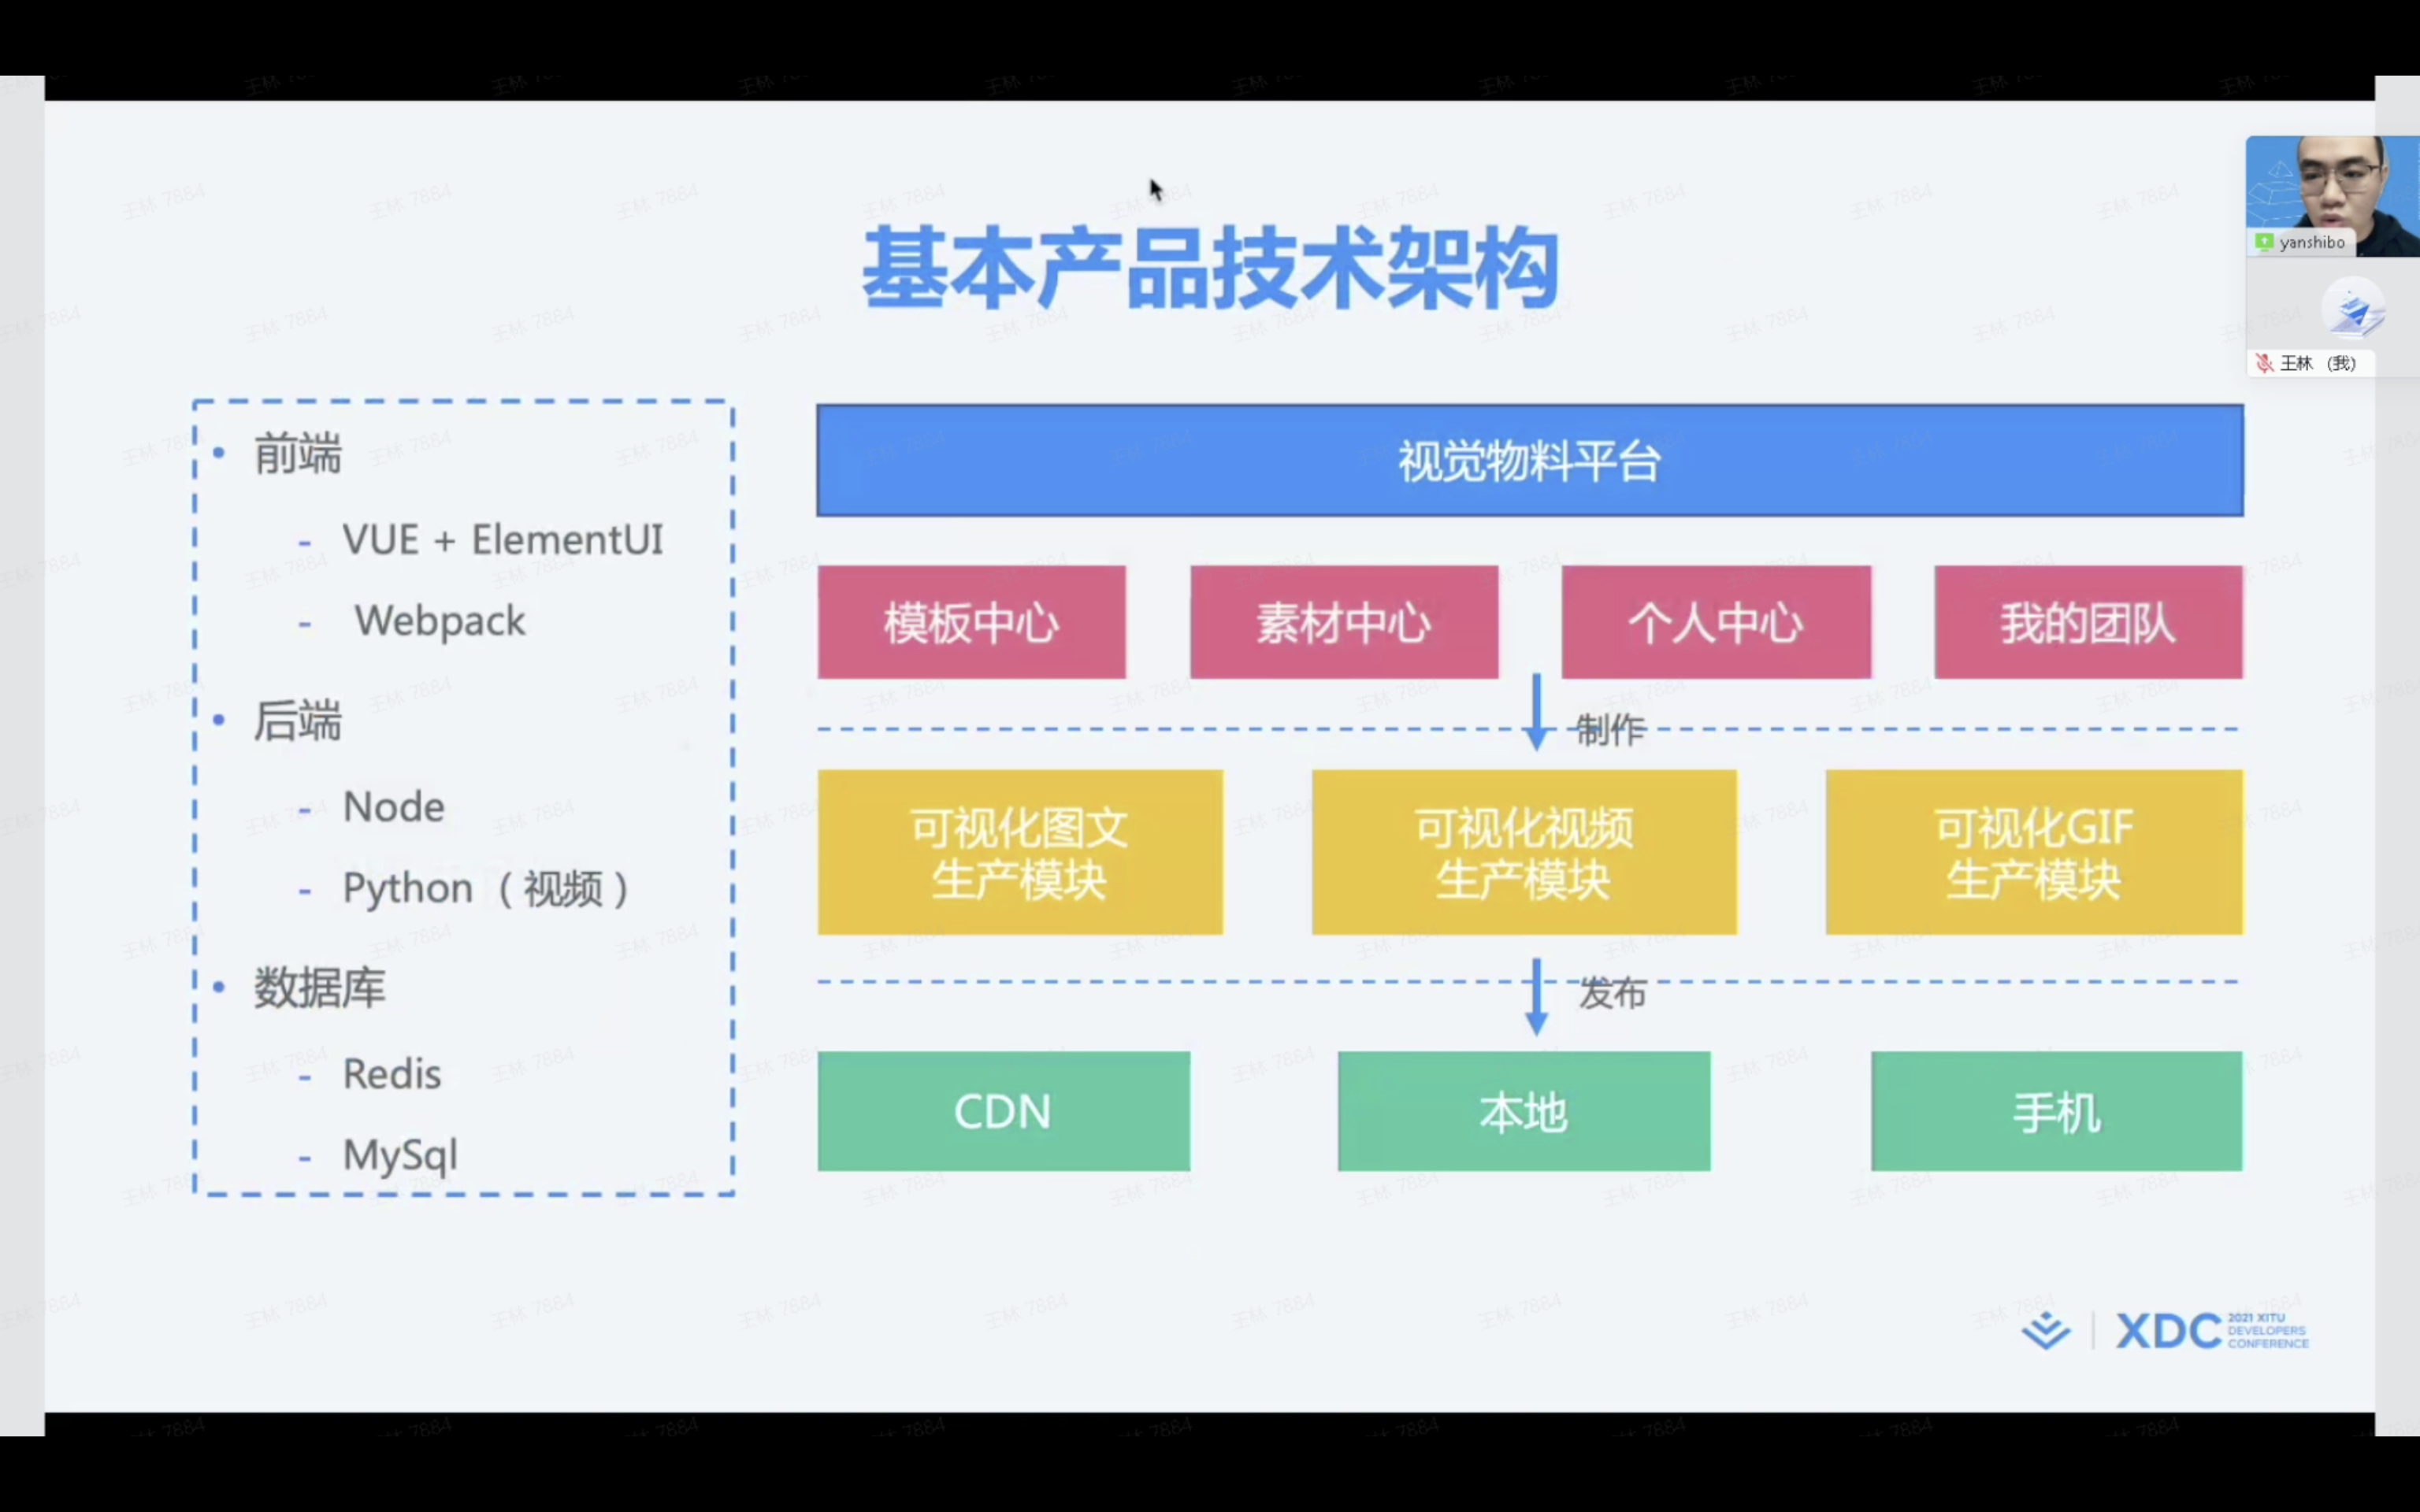 基本产品技术架构
yanshibo
王林 (我)
• 前端
- VUE + ElementUI
- Webpack
• 后端
- Node
- Python（视频）
• 数据库
- Redis
- MySql
视觉物料平台
模板中心
素材中心
个人中心
我的团队
制作
可视化图文
生产模块
可视化视频
生产模块
可视化GIF
生产模块
发布
CDN
本地
手机
XDC
2021 XITU
DEVELOPERS
CONFERENCE
王林 7884